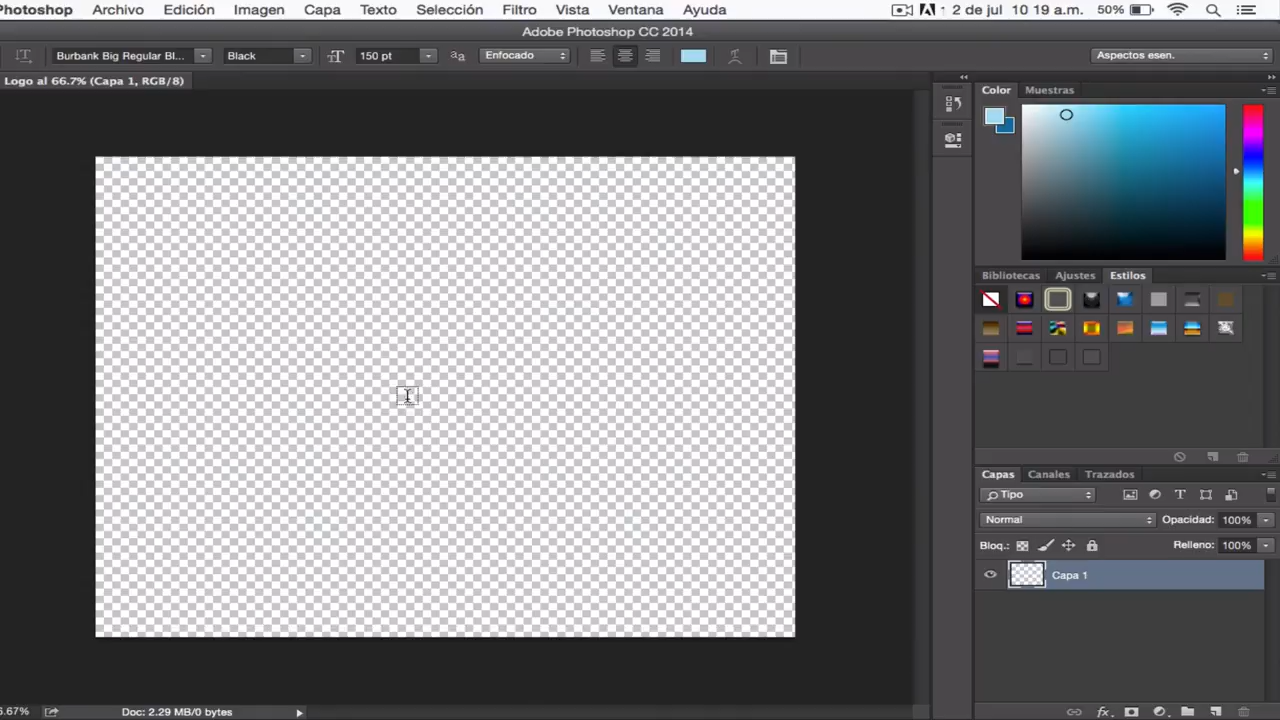 Photoshop Archivo Edición Imagen Capa Texto Selección Filtro Vista Ventana Ayuda 1 2 de jul 10 19 a.m. 50%
Adobe Photoshop CC 2014
Burbank Big Regular Bl... Black 150 pt Enfocado Aspectos esen.
Logo al 66.7% (Capa 1, RGB/8)
Color Muestras
Bibliotecas Ajustes Estilos
Capas Canales Trazados
Tipo
Normal Opacidad: 100%
Bloq.: Relleno: 100%
Capa 1
6.67% Doc: 2.29 MB/0 bytes